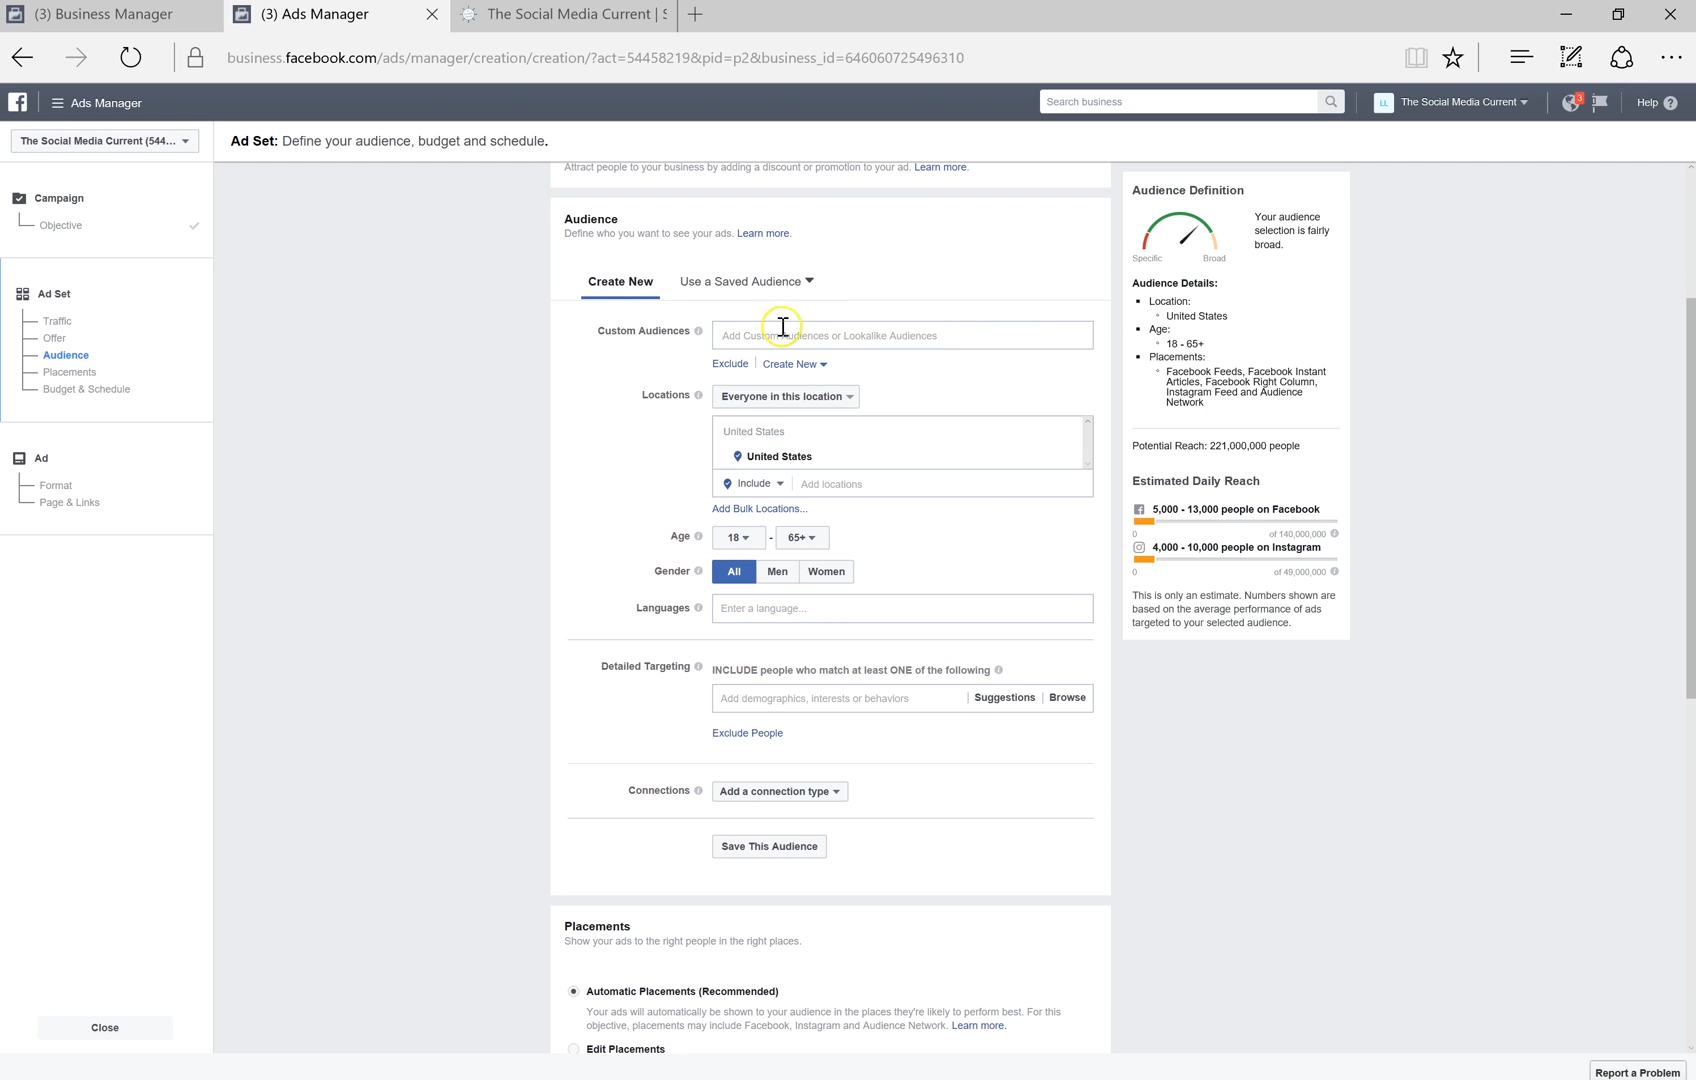 (3) Business Manager
(3) Ads Manager
The Social Media Current | S
business.facebook.com/ads/manager/creation/creation/?act=54458219&pid=p2&business_id=646060725496310
Ads Manager
Search business
LL
The Social Media Current
3
Help
The Social Media Current (544...
Ad Set: Define your audience, budget and schedule.
Campaign
Objective
Ad Set
Traffic
Offer
Audience
Placements
Budget & Schedule
Ad
Format
Page & Links
Close
Attract people to your business by adding a discount or promotion to your ad. Learn more.
Audience
Define who you want to see your ads. Learn more.
Create New
Use a Saved Audience
Custom Audiences
Add Custom Audiences or Lookalike Audiences
Exclude
Create New
Locations
Everyone in this location
United States
United States
Include
Add locations
Add Bulk Locations...
Age
18
-
65+
Gender
All
Men
Women
Languages
Enter a language...
Detailed Targeting
INCLUDE people who match at least ONE of the following
Add demographics, interests or behaviors
Suggestions
Browse
Exclude People
Connections
Add a connection type
Save This Audience
Placements
Show your ads to the right people in the right places.
Automatic Placements (Recommended)
Your ads will automatically be shown to your audience in the places they're likely to perform best. For this
objective, placements may include Facebook, Instagram and Audience Network. Learn more.
Edit Placements
Audience Definition
Your audience
selection is fairly
broad.
Specific
Broad
Audience Details:
Location:
United States
Age:
18 - 65+
Placements:
Facebook Feeds, Facebook Instant
Articles, Facebook Right Column,
Instagram Feed and Audience
Network
Potential Reach: 221,000,000 people
Estimated Daily Reach
5,000 - 13,000 people on Facebook
0
of 140,000,000
4,000 - 10,000 people on Instagram
0
of 49,000,000
This is only an estimate. Numbers shown are
based on the average performance of ads
targeted to your selected audience.
Report a Problem